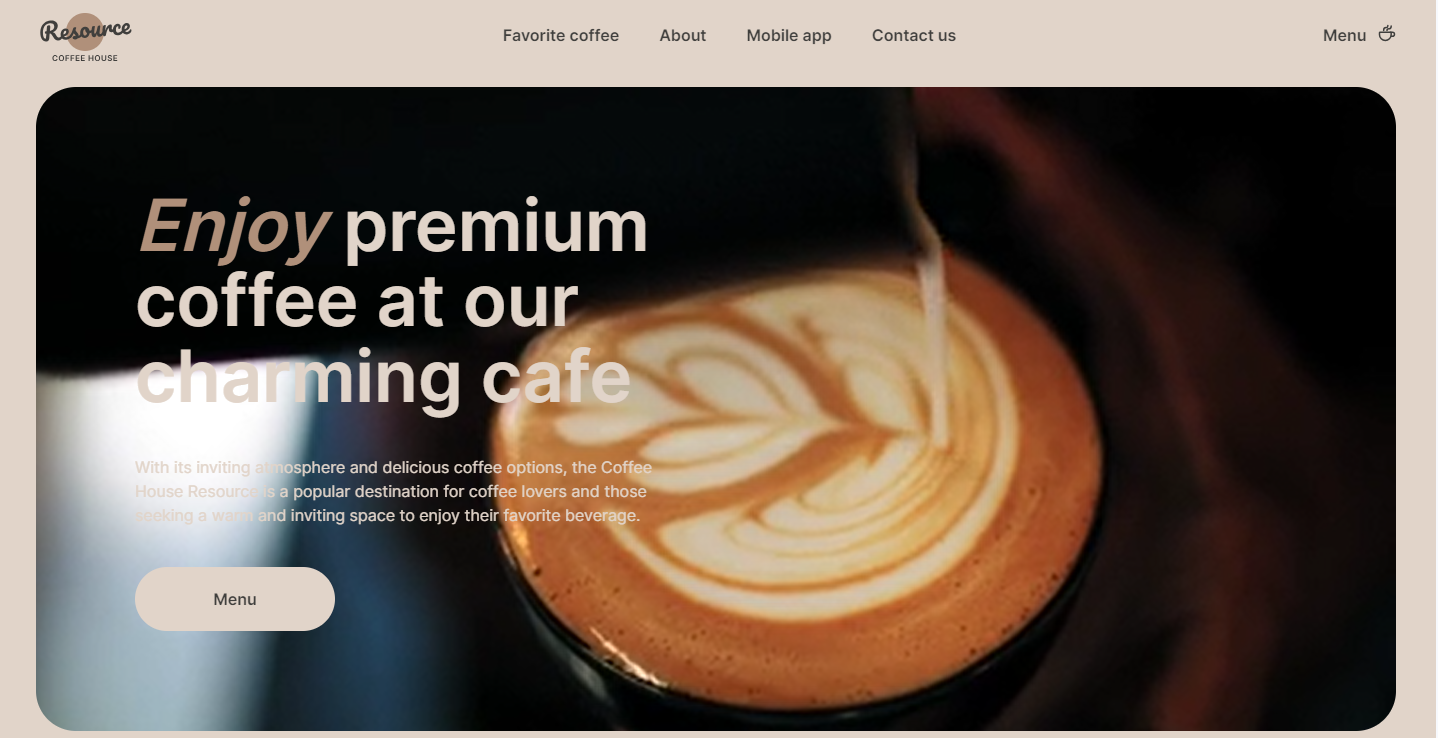 Resource
COFFEE HOUSE
Favorite coffee
About
Mobile app
Contact us
Menu
Enjoy premium
coffee at our
charming cafe
With its inviting atmosphere and delicious coffee options, the Coffee
House Resource is a popular destination for coffee lovers and those
seeking a warm and inviting space to enjoy their favorite beverage.
Menu